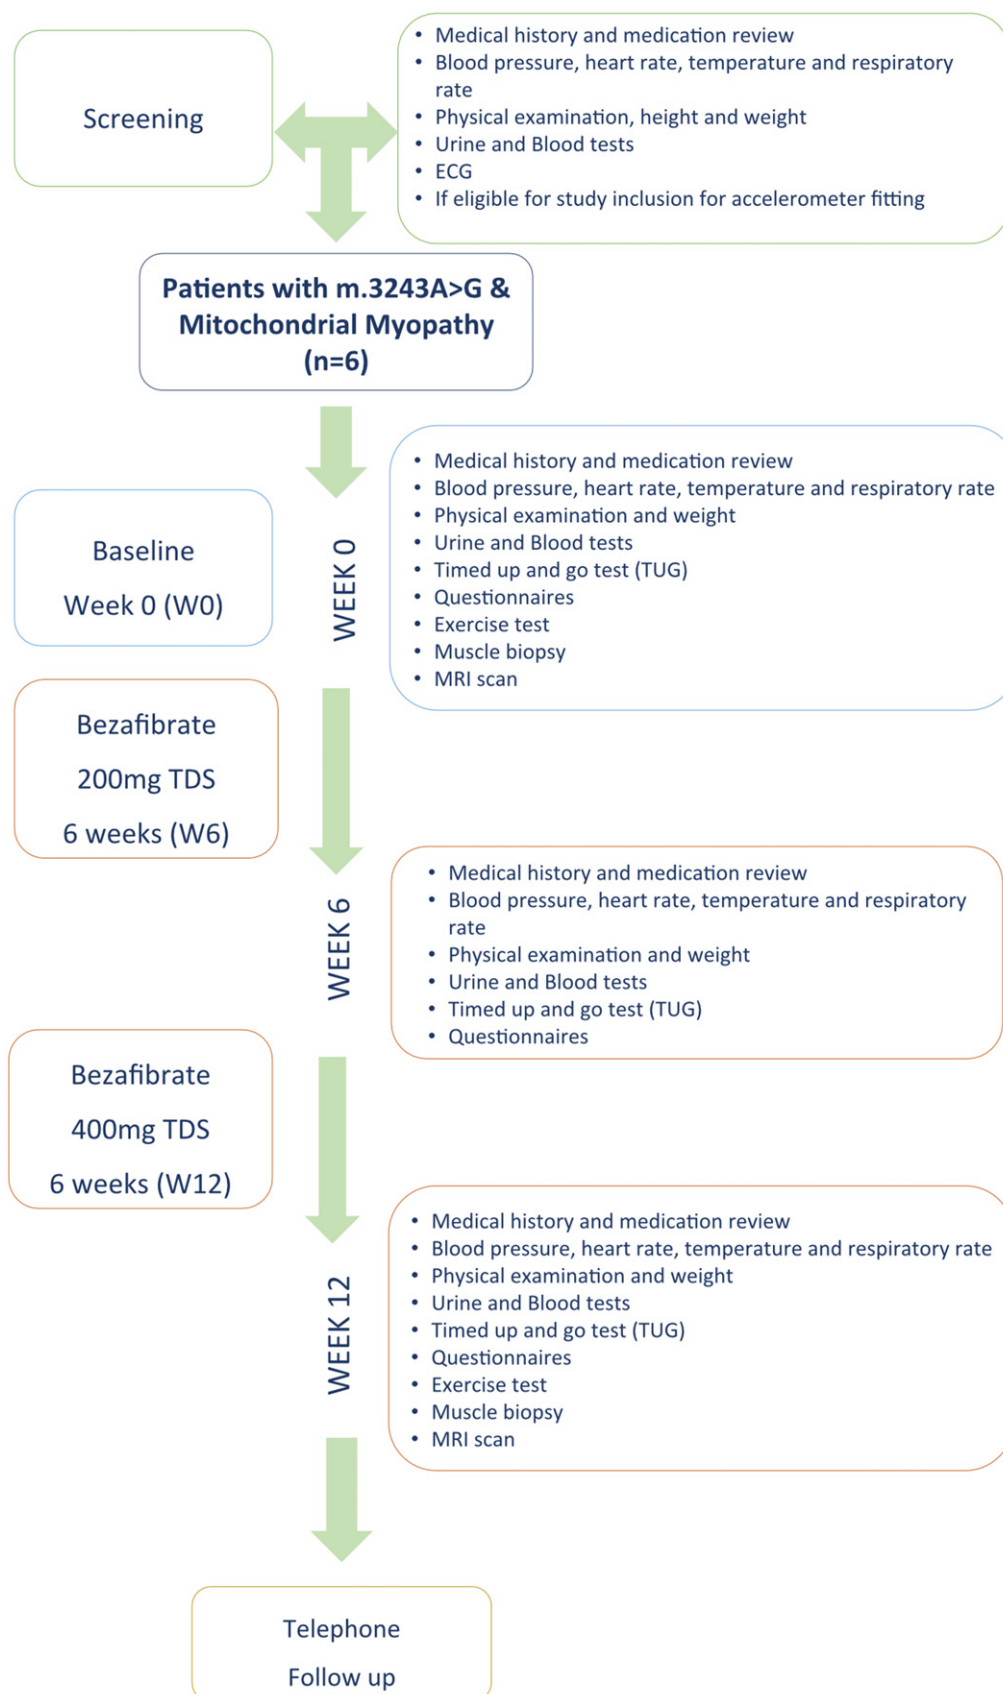 Screening
• Medical history and medication review
• Blood pressure, heart rate, temperature and respiratory
rate
• Physical examination, height and weight
• Urine and Blood tests
• ECG
• If eligible for study inclusion for accelerometer fitting
Patients with m.3243A>G &
Mitochondrial Myopathy
(n=6)
Baseline
Week 0 (W0)
WEEK 0
• Medical history and medication review
• Blood pressure, heart rate, temperature and respiratory rate
• Physical examination and weight
• Urine and Blood tests
• Timed up and go test (TUG)
• Questionnaires
• Exercise test
• Muscle biopsy
• MRI scan
Bezafibrate
200mg TDS
6 weeks (W6)
WEEK 6
• Medical history and medication review
• Blood pressure, heart rate, temperature and respiratory
rate
• Physical examination and weight
• Urine and Blood tests
• Timed up and go test (TUG)
• Questionnaires
Bezafibrate
400mg TDS
6 weeks (W12)
WEEK 12
• Medical history and medication review
• Blood pressure, heart rate, temperature and respiratory rate
• Physical examination and weight
• Urine and Blood tests
• Timed up and go test (TUG)
• Questionnaires
• Exercise test
• Muscle biopsy
• MRI scan
Telephone
Follow up